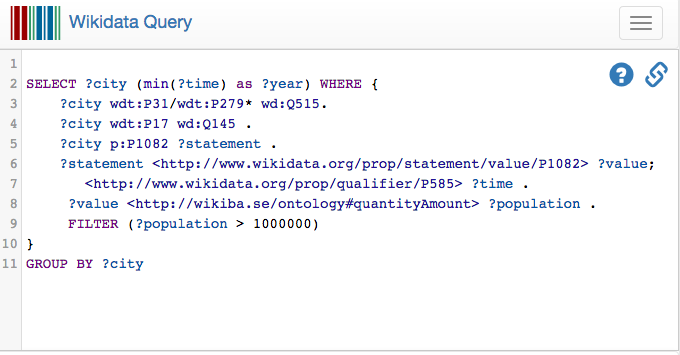 Wikidata Query
1
2 SELECT ?city (min(?time) as ?year) WHERE {
3 ?city wdt:P31/wdt:P279* wd:Q515.
4 ?city wdt:P17 wd:Q145 .
5 ?city p:P1082 ?statement .
6 ?statement <http://www.wikidata.org/prop/statement/value/P1082> ?value;
7 <http://www.wikidata.org/prop/qualifier/P585> ?time .
8 ?value <http://wikiba.se/ontology#quantityAmount> ?population .
9 FILTER (?population > 1000000)
10 }
11 GROUP BY ?city